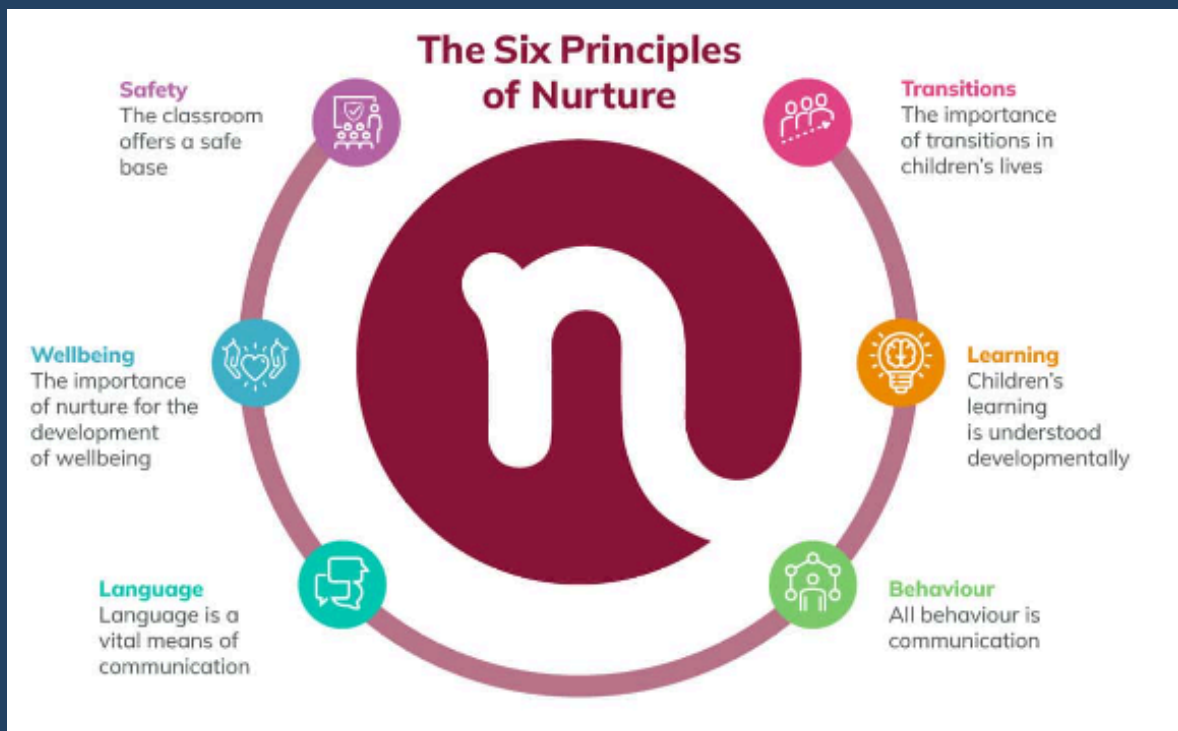 The Six Principles
of Nurture
Safety
The classroom
offers a safe
base
Transitions
The importance
of transitions in
children's lives
Wellbeing
The importance
of nurture for the
development
of wellbeing
Learning
Children's
learning
is understood
developmentally
Language
Language is a
vital means of
communication
Behaviour
All behaviour is
communication
n